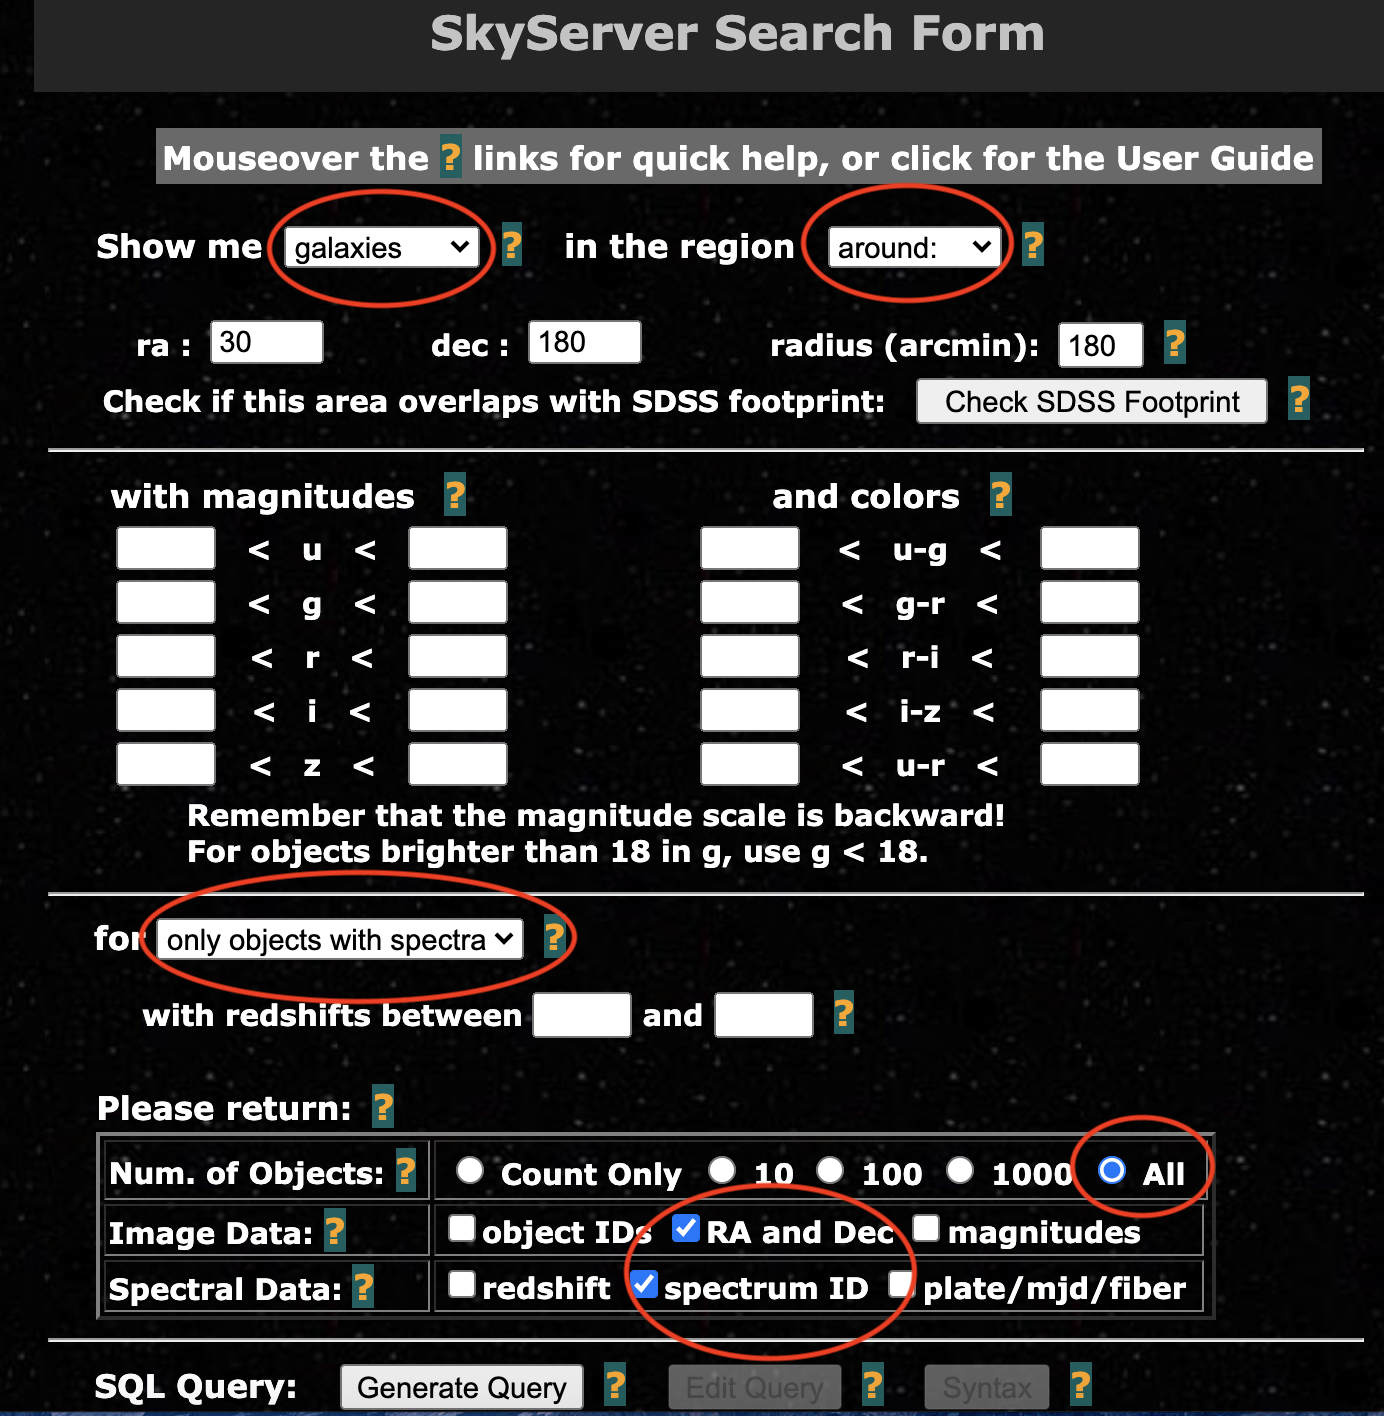 SkyServer Search Form
Mouseover the ? links for quick help, or click for the User Guide
Show me galaxies ? in the region around: ?
ra : 30 dec : 180 radius (arcmin): 180 ?
Check if this area overlaps with SDSS footprint: Check SDSS Footprint ?
with magnitudes ? and colors ?
< u < < u-g <
< g < < g-r <
< r < < r-i <
< i < < i-z <
< z < < u-r <
Remember that the magnitude scale is backward!
For objects brighter than 18 in g, use g < 18.
for only objects with spectra ?
with redshifts between and ?
Please return: ?
Num. of Objects: ? Count Only 10 100 1000 All
Image Data: ? object IDs RA and Dec magnitudes
Spectral Data: ? redshift spectrum ID plate/mjd/fiber
SQL Query: Generate Query ? Edit Query ? Syntax ?